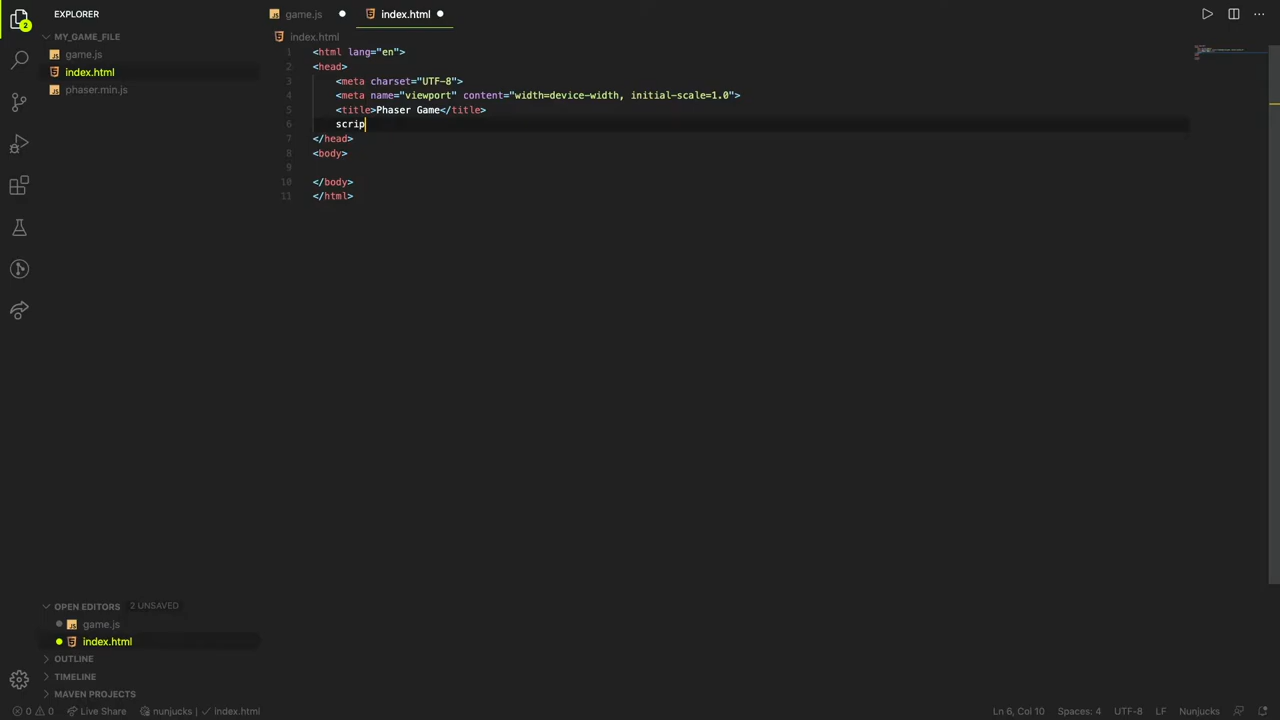 EXPLORER
game.js
index.html
2
MY_GAME_FILE
index.html
game.js
index.html
phaser.min.js
1 <html lang="en">
2 <head>
3 <meta charset="UTF-8">
4 <meta name="viewport" content="width=device-width, initial-scale=1.0">
5 <title>Phaser Game</title>
6 scrip
7 </head>
8 <body>
9
10 </body>
11 </html>
OPEN EDITORS 2 UNSAVED
game.js
index.html
OUTLINE
TIMELINE
MAVEN PROJECTS
0 0 Live Share nunjucks | index.html Ln 6, Col 10 Spaces: 4 UTF-8 LF Nunjucks